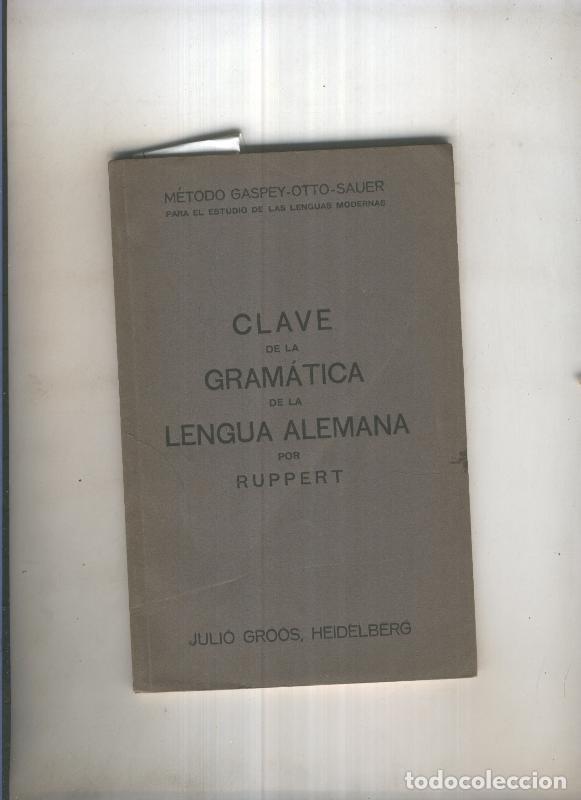 MÉTODO GASPEY-OTTO-SAUER
PARA EL ESTUDIO DE LAS LENGUAS MODERNAS
CLAVE
DE LA
GRAMÁTICA
DE LA
LENGUA ALEMANA
POR
RUPPERT
JULIO GROOS, HEIDELBERG
todocoleccion.net